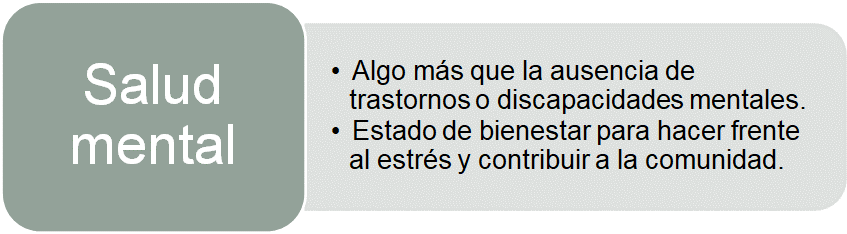 Salud
mental
• Algo más que la ausencia de
trastornos o discapacidades mentales.
• Estado de bienestar para hacer frente
al estrés y contribuir a la comunidad.